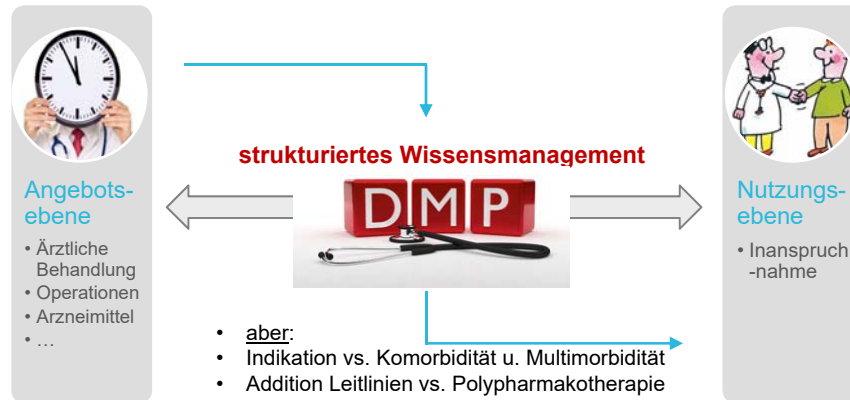 strukturiertes Wissensmanagement
DMP
Angebots-
ebene
• Ärztliche
Behandlung
• Operationen
• Arzneimittel
• …
Nutzungs-
ebene
• Inanspruch
-nahme
• aber:
• Indikation vs. Komorbidität u. Multimorbidität
• Addition Leitlinien vs. Polypharmakotherapie